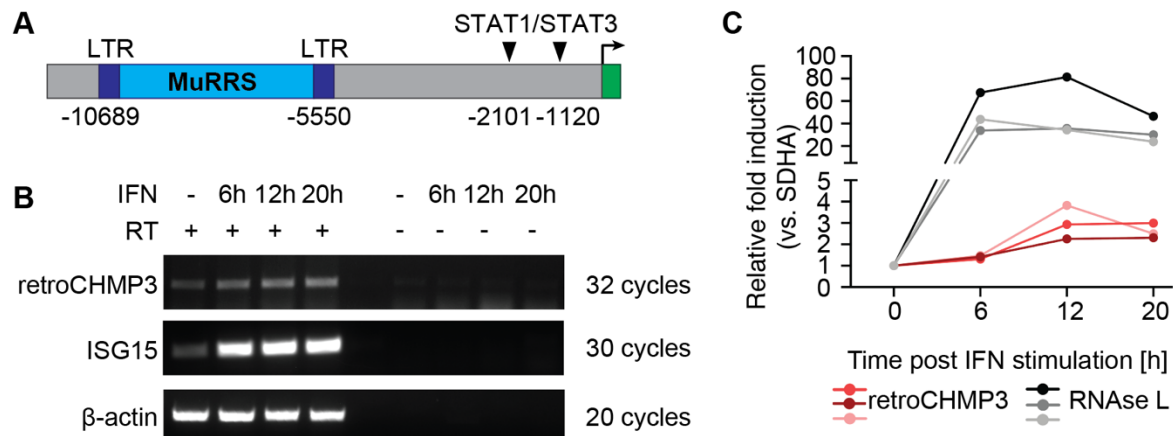 A
STAT1/STAT3
LTR
LTR
MuRRS
-10689
-5550
-2101
-1120
B
IFN - 6h 12h 20h - 6h 12h 20h
RT + + + + - - - -
retroCHMP3 32 cycles
ISG15 30 cycles
β-actin 20 cycles
C
Relative fold induction
(vs. SDHA)
100
80
60
40
20
5
4
3
2
1
0
0 6 12 20
Time post IFN stimulation [h]
retroCHMP3 RNAse L